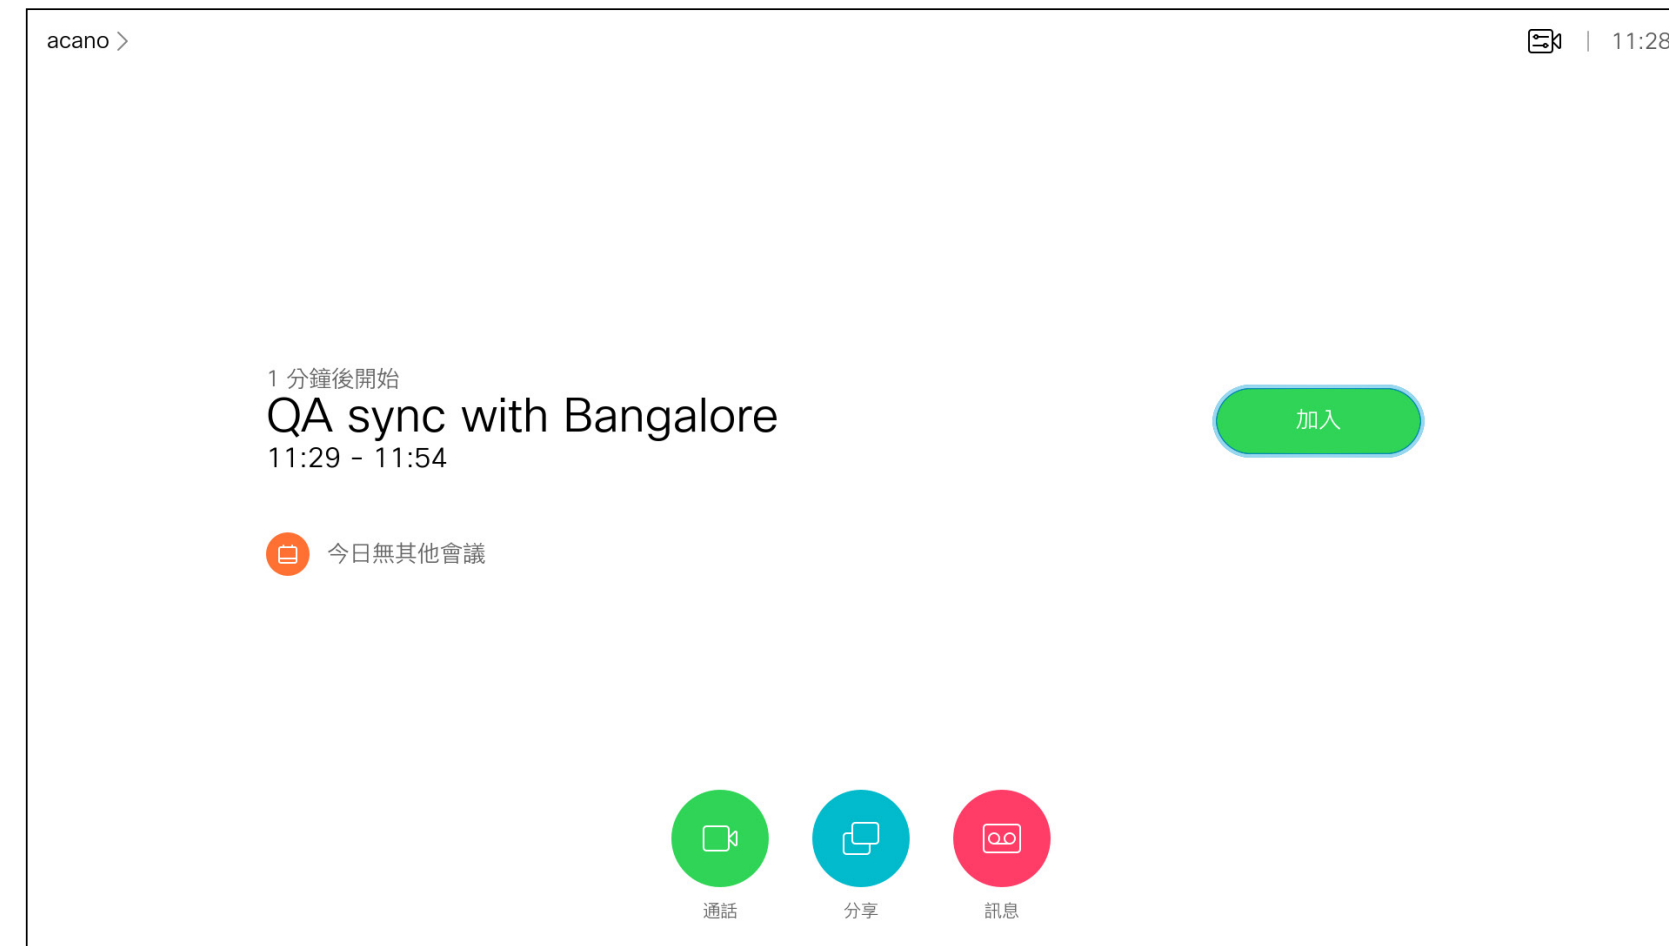 acano
11:28
1 分鐘後開始
QA sync with Bangalore
11:29 - 11:54
加入
今日無其他會議
通話
分享
訊息